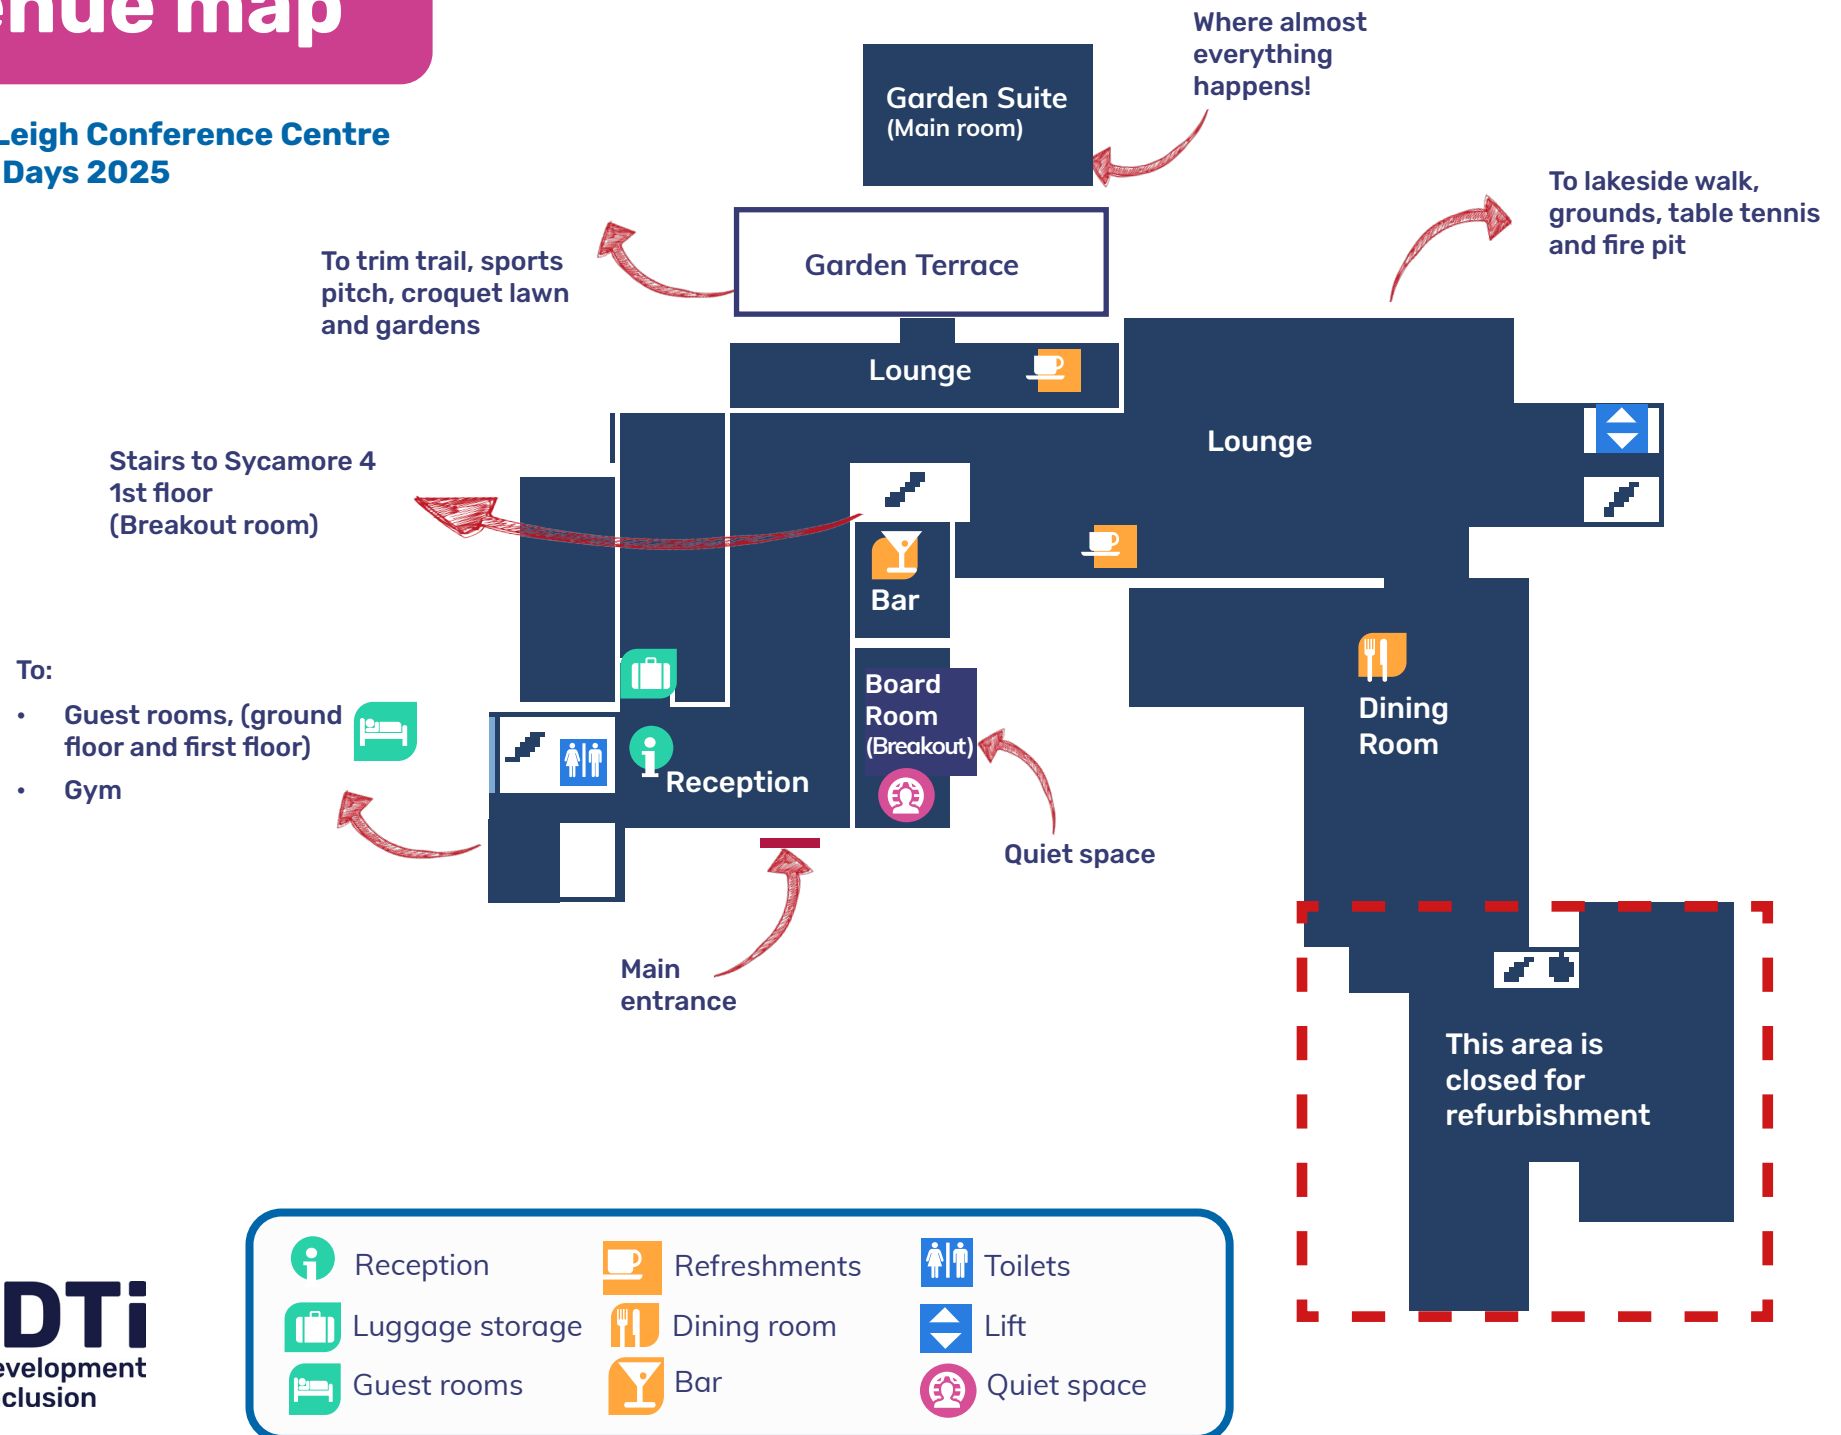 enue map
Leigh Conference Centre
Days 2025
Where almost
everything
happens!
Garden Suite
(Main room)
To lakeside walk,
grounds, table tennis
and fire pit
To trim trail, sports
pitch, croquet lawn
and gardens
Garden Terrace
Lounge
Lounge
Stairs to Sycamore 4
1st floor
(Breakout room)
Bar
To:
• Guest rooms, (ground
floor and first floor)
• Gym
Board
Room
(Breakout)
Dining
Room
Reception
Quiet space
Main
entrance
This area is
closed for
refurbishment
Reception
Refreshments
Toilets
Luggage storage
Dining room
Lift
Guest rooms
Bar
Quiet space
DTi
evelopment
clusion